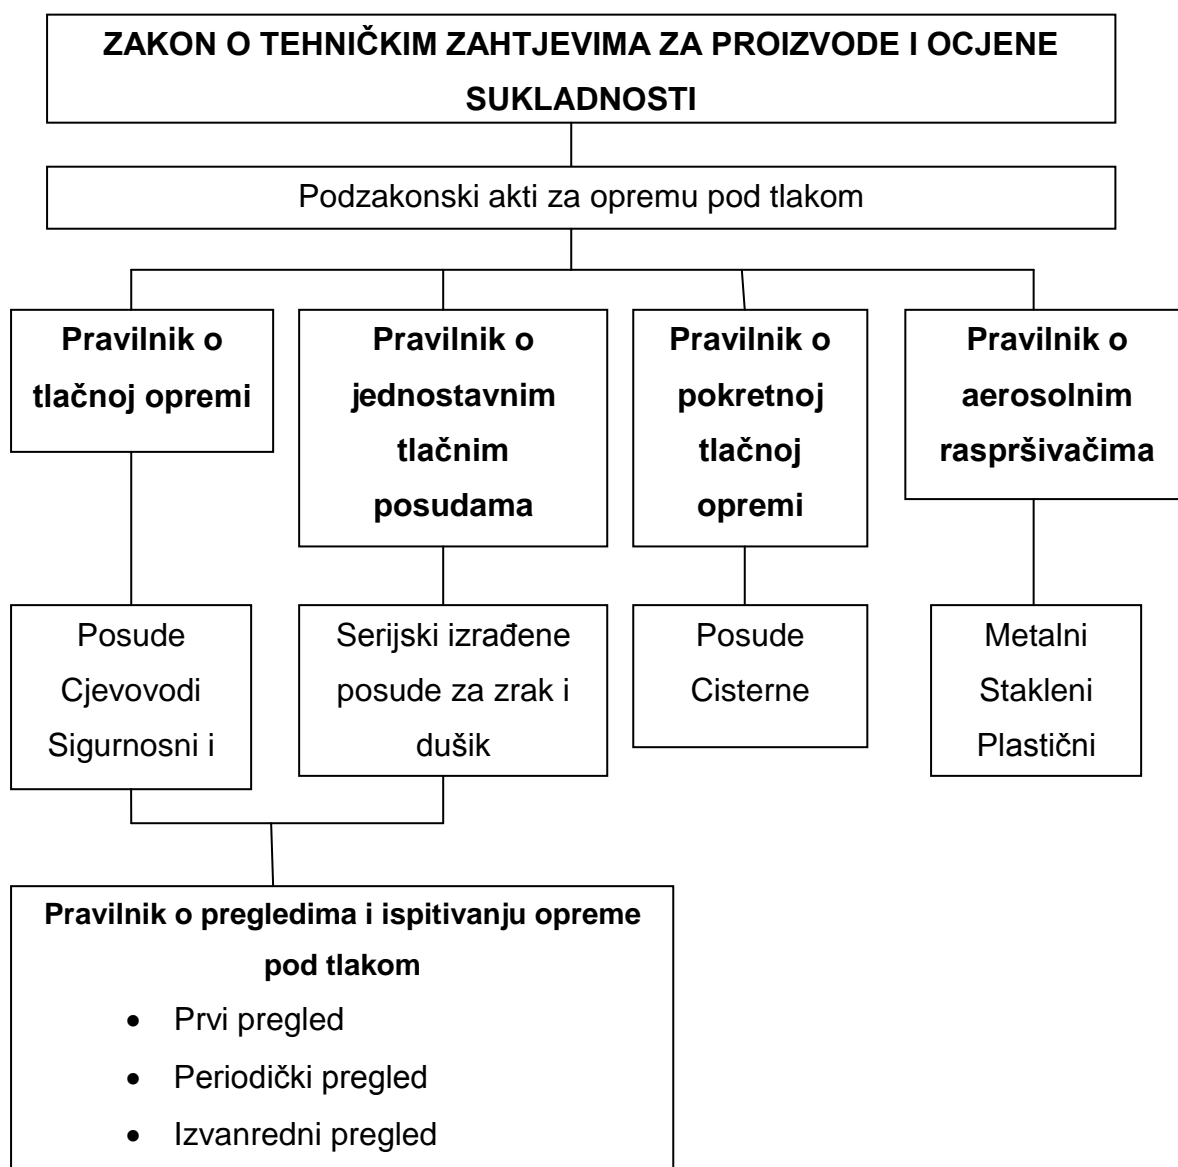 ZAKON O TEHNIČKIM ZAHTJEVIMA ZA PROIZVODE I OCJENE
SUKLADNOSTI
Podzakonski akti za opremu pod tlakom
Pravilnik o
tlačnoj opremi
Pravilnik o
jednostavnim
tlačnim
posudama
Pravilnik o
pokretnoj
tlačnoj
opremi
Pravilnik o
aerosolnim
raspršivačima
Posude
Cjevovodi
Sigurnosni i
Serijski izrađene
posude za zrak i
dušik
Posude
Cisterne
Metalni
Stakleni
Plastični
Pravilnik o pregledima i ispitivanju opreme
pod tlakom
• Prvi pregled
• Periodički pregled
• Izvanredni pregled